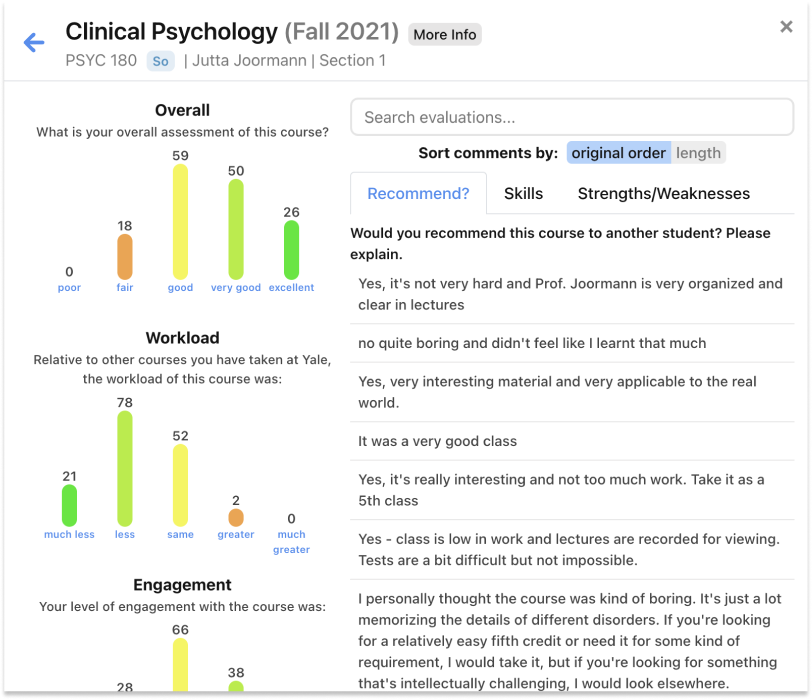 Clinical Psychology (Fall 2021) More Info
PSYC 180 So | Jutta Joormann | Section 1
Overall
What is your overall assessment of this course?
0 18 59 50 26
poor fair good very good excellent
Workload
Relative to other courses you have taken at Yale,
the workload of this course was:
21 78 52 2 0
much less less same greater much
greater
Engagement
Your level of engagement with the course was:
28 66 38
Search evaluations...
Sort comments by: original order length
Recommend? Skills Strengths/Weaknesses
Would you recommend this course to another student? Please
explain.
Yes, it's not very hard and Prof. Joormann is very organized and
clear in lectures
no quite boring and didn't feel like I learnt that much
Yes, very interesting material and very applicable to the real
world.
It was a very good class
Yes, it's really interesting and not too much work. Take it as a
5th class
Yes - class is low in work and lectures are recorded for viewing.
Tests are a bit difficult but not impossible.
I personally thought the course was kind of boring. It's just a lot
memorizing the details of different disorders. If you're looking
for a relatively easy fifth credit or need it for some kind of
requirement, I would take it, but if you're looking for something
that's intellectually challenging, I would look elsewhere.